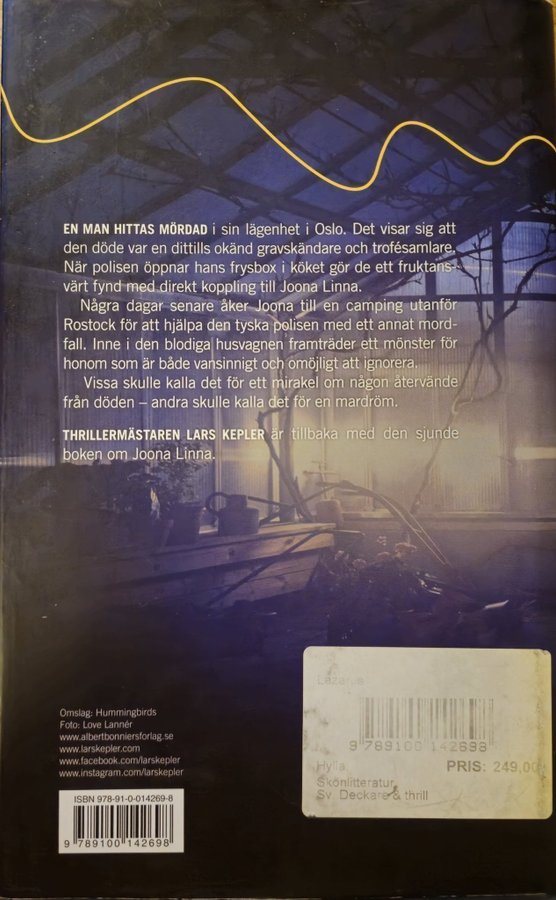 EN MAN HITTAS MÖRDAD i sin lägenhet i Oslo. Det visar sig att
den döde var en dittills okänd gravskändare och trofésamlare.
När polisen öppnar hans frysbox i köket gör de ett fruktans-
värt fynd med direkt koppling till Joona Linna.
Några dagar senare åker Joona till en camping utanför
Rostock för att hjälpa den tyska polisen med ett annat mord-
fall. Inne i den blodiga husvagnen framträder ett mönster för
honom som är både vansinnigt och omöjligt att ignorera.
Vissa skulle kalla det för ett mirakel om någon återvände
från döden – andra skulle kalla det för en mardröm.
THRILLERMÄSTAREN LARS KEPLER är tillbaka med den sjunde
boken om Joona Linna.
Omslag: Hummingbirds
Foto: Love Lannér
www.albertbonniersforlag.se
www.larskepler.com
www.facebook.com/larskepler
www.instagram.com/larskepler
ISBN 978-91-0-014269-8
9 789100 142698
Lazarus
9 789100 142698
Hylla PRIS: 249,00
Skönlitteratur
Sv. Deckare & thrill